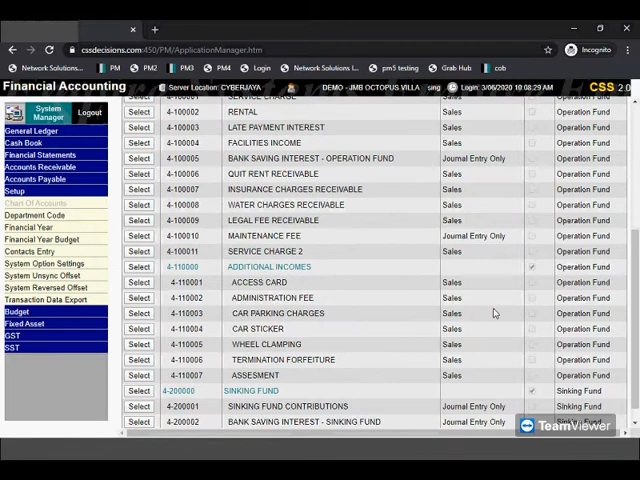 Incognito
cssdecisions.com:450/PM/ApplicationManager.htm
Network Solutions... PM PM2 PM3 PM4 Login Network Solutions I... pm5 testing Grab Hub cob
Financial Accounting
Server Location: CYBERJAYA DEMO - JMB OCTOPUS VILLA sing Login: 3/06/2020 10:08:29 AM CSS 2.0
System Manager Logout
General Ledger
Cash Book
Financial Statements
Accounts Receivable
Accounts Payable
Setup
Chart Of Accounts
Department Code
Financial Year
Financial Year Budget
Contacts Entry
System Option Settings
System Unsync Offset
System Reversed Offset
Transaction Data Export
Budget
Fixed Asset
GST
SST
Select 4-100001 SERVICE CHARGE Sales Operation Fund
Select 4-100002 RENTAL Sales Operation Fund
Select 4-100003 LATE PAYMENT INTEREST Sales Operation Fund
Select 4-100004 FACILITIES INCOME Sales Operation Fund
Select 4-100005 BANK SAVING INTEREST - OPERATION FUND Journal Entry Only Operation Fund
Select 4-100006 QUIT RENT RECEIVABLE Sales Operation Fund
Select 4-100007 INSURANCE CHARGES RECEIVABLE Sales Operation Fund
Select 4-100008 WATER CHARGES RECEIVABLE Sales Operation Fund
Select 4-100009 LEGAL FEE RECEIVABLE Sales Operation Fund
Select 4-100010 MAINTENANCE FEE Journal Entry Only Operation Fund
Select 4-100011 SERVICE CHARGE 2 Sales Operation Fund
Select 4-110000 ADDITIONAL INCOMES Operation Fund
Select 4-110001 ACCESS CARD Sales Operation Fund
Select 4-110002 ADMINISTRATION FEE Sales Operation Fund
Select 4-110003 CAR PARKING CHARGES Sales Operation Fund
Select 4-110004 CAR STICKER Sales Operation Fund
Select 4-110005 WHEEL CLAMPING Sales Operation Fund
Select 4-110006 TERMINATION FORFEITURE Sales Operation Fund
Select 4-110007 ASSESMENT Sales Operation Fund
Select 4-200000 SINKING FUND Sinking Fund
Select 4-200001 SINKING FUND CONTRIBUTIONS Journal Entry Only Sinking Fund
Select 4-200002 BANK SAVING INTEREST - SINKING FUND Journal Entry Only
TeamViewer